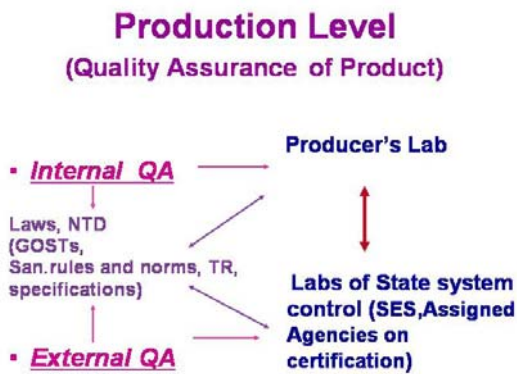 Production Level
(Quality Assurance of Product)
Producer's Lab
▪ Internal QA
Laws, NTD
(GOSTs,
San.rules and norms, TR,
specifications)
Labs of State system
control (SES,Assigned
Agencies on
certification)
▪ External QA